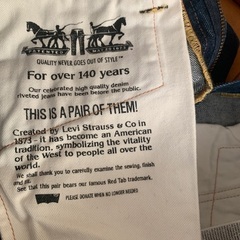 PATENTED
QUALITY NEVER GOES OUT OF STYLE™
For over 140 years
Our celebrated high quality denim
riveted jeans have been before the public.
THIS IS A PAIR OF THEM!
Created by Levi Strauss & Co in
1873 - it has become an American
tradition, symbolizing the vitality
of the West to people all over the
world.
We shall thank you to carefully examine the sewing, finish
and fit.
See that this pair bears our famous Red Tab trademark.
PLEASE DONATE WHEN NO LONGER NEEDED